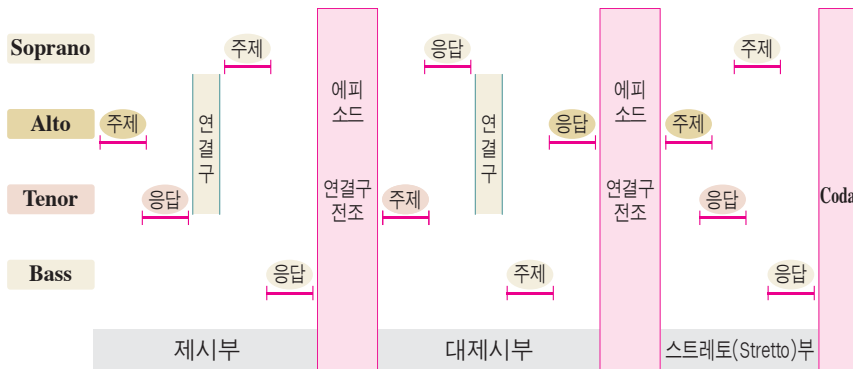 Soprano
주제
응답
주제
에피
소드
에피
소드
Alto
주제
연
결
구
연
결
구
응답
주제
Tenor
응답
연결구
전조
주제
연결구
전조
응답
Coda
Bass
응답
주제
응답
제시부
대제시부
스트레토(Stretto)부